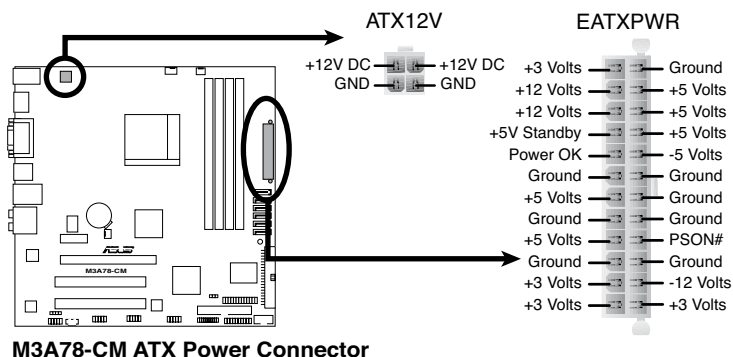 ATX12V
+12V DC +12V DC
GND GND
EATXPWR
+3 Volts Ground
+12 Volts +5 Volts
+12 Volts +5 Volts
+5V Standby +5 Volts
Power OK -5 Volts
Ground Ground
+5 Volts Ground
Ground Ground
+5 Volts PSON#
Ground Ground
+3 Volts -12 Volts
+3 Volts +3 Volts
ASUS
M3A78-CM
M3A78-CM ATX Power Connector